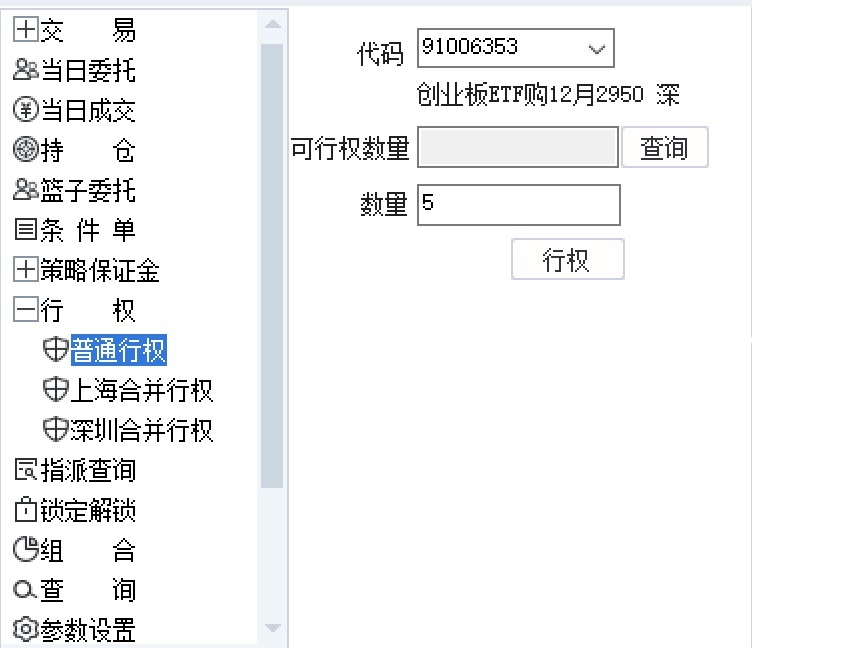 交 易
当日委托
当日成交
持 仓
篮子委托
条 件 单
策略保证金
行 权
普通行权
上海合并行权
深圳合并行权
指派查询
锁定解锁
组 合
查 询
参数设置
代码 91006353
创业板ETF购12月2950 深
可行权数量 查询
数量 5
行权